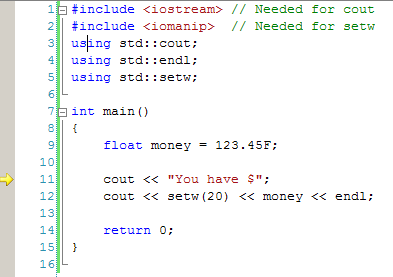 1 #include <iostream> // Needed for cout
2 #include <iomanip>  // Needed for setw
3 using std::cout;
4 using std::endl;
5 using std::setw;
6
7 int main()
8 {
9     float money = 123.45F;
10
11     cout << "You have $";
12     cout << setw(20) << money << endl;
13
14     return 0;
15 }
16